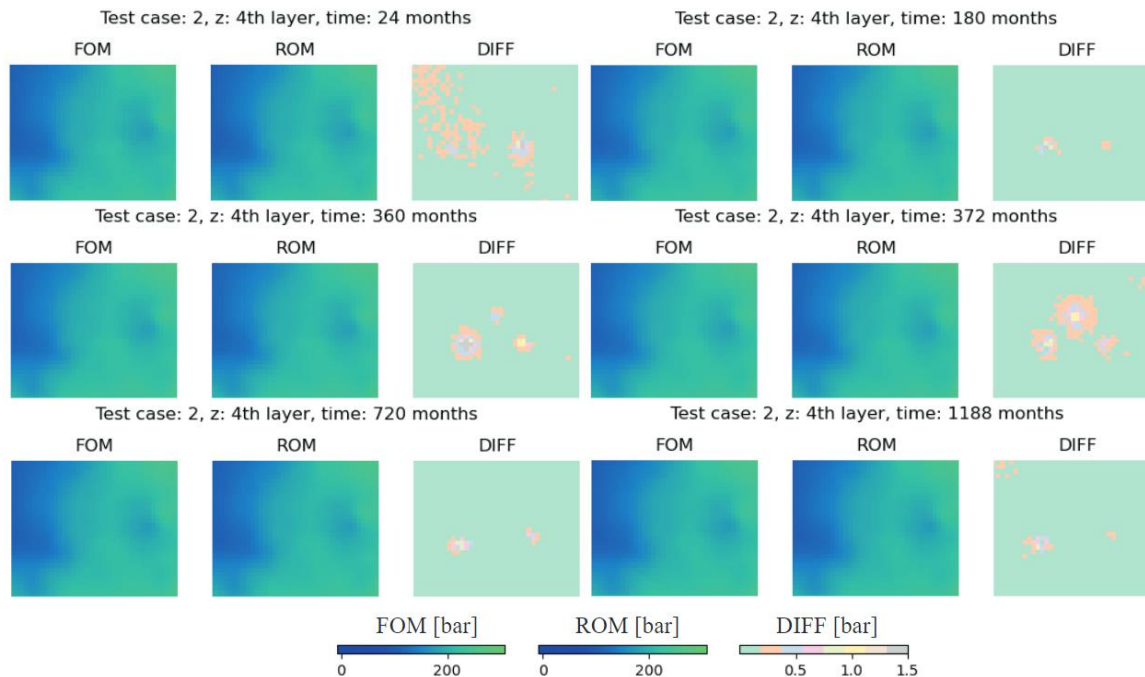 Test case: 2, z: 4th layer, time: 24 months
Test case: 2, z: 4th layer, time: 180 months
FOM ROM DIFF FOM ROM DIFF
Test case: 2, z: 4th layer, time: 360 months
Test case: 2, z: 4th layer, time: 372 months
FOM ROM DIFF FOM ROM DIFF
Test case: 2, z: 4th layer, time: 720 months
Test case: 2, z: 4th layer, time: 1188 months
FOM ROM DIFF FOM ROM DIFF
FOM [bar] ROM [bar] DIFF [bar]
0 200 0 200 0.5 1.0 1.5